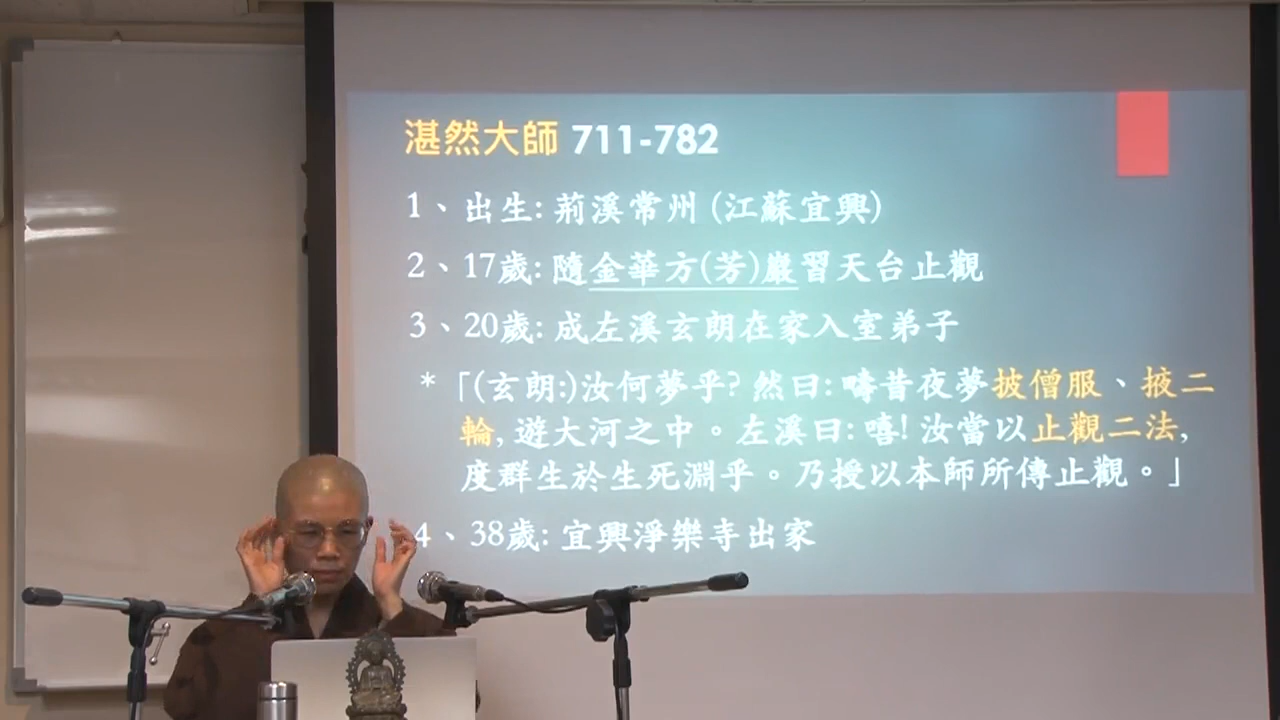 湛然大師 711-782
1、出生: 荊溪常州 (江蘇宜興)
2、17歲: 隨金華方(芳)巖習天台止觀
3、20歲: 成左溪玄朗在家入室弟子
*「(玄朗:)汝何夢乎? 然曰: 疇昔夜夢披僧服、掖二
輪, 遊大河之中。左溪曰: 嘻! 汝當以止觀二法,
度群生於生死淵乎。乃授以本師所傳止觀。」
4、38歲: 宜興淨樂寺出家